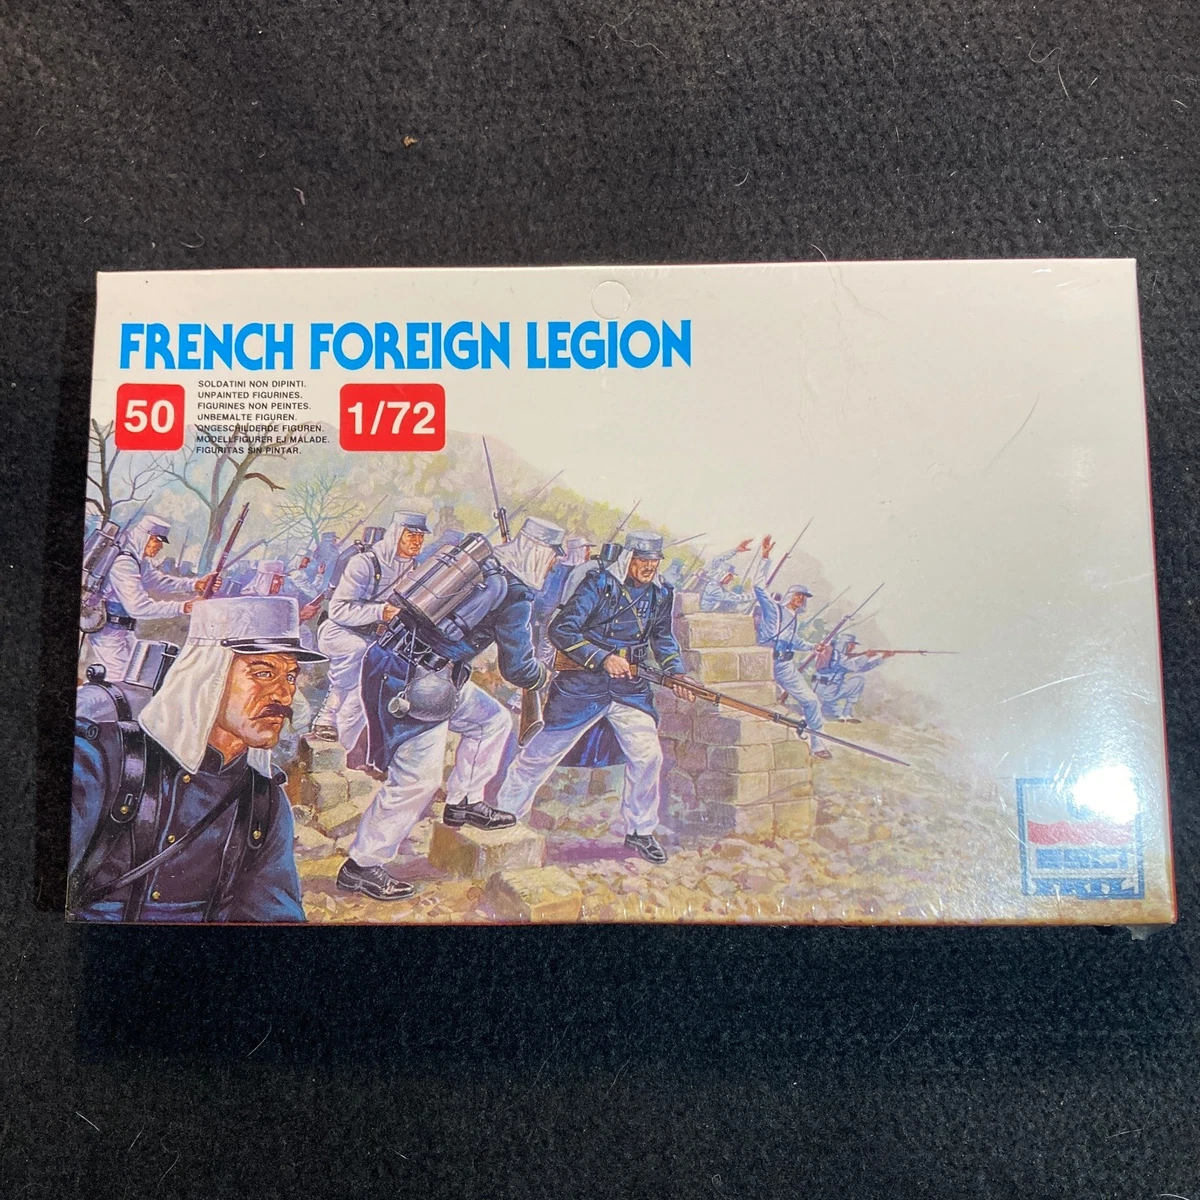 FRENCH FOREIGN LEGION
50
SOLDATINI NON DIPINTI.
UNPAINTED FIGURINES.
FIGURINES NON PEINTES.
UNBEMALTE FIGUREN.
ONGESCHILDERDE FIGUREN.
MODELLFIGURER EJ MALADE.
FIGURITAS SIN PINTAR.
1/72
ERTL